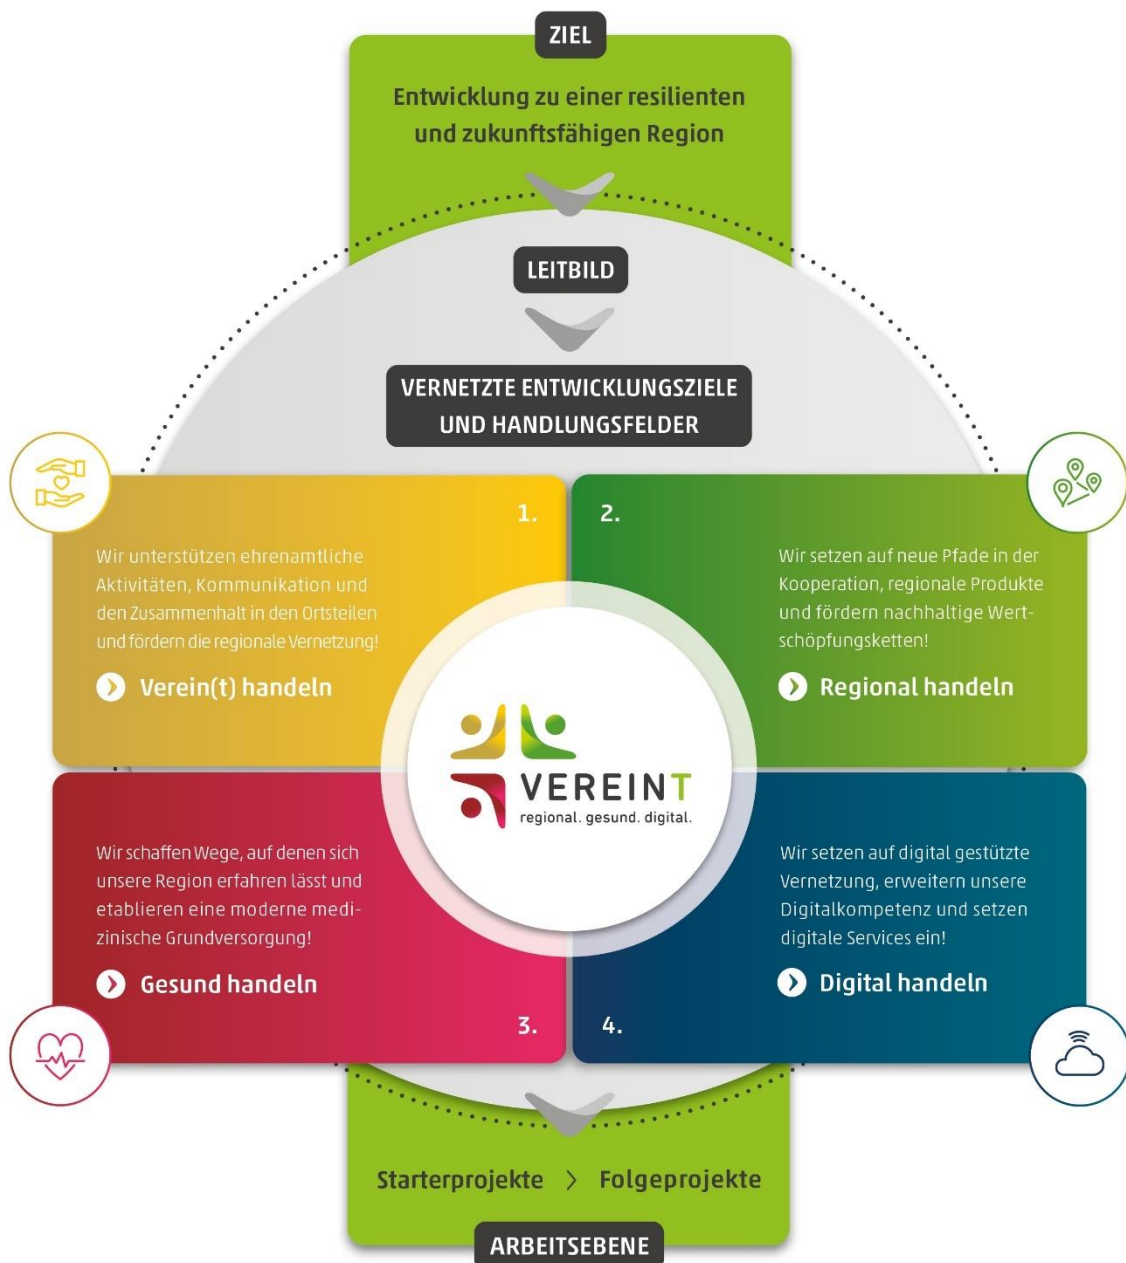 ZIEL
Entwicklung zu einer resilienten
und zukunftsfähigen Region
LEITBILD
VERNETZTE ENTWICKLUNGSZIELE
UND HANDLUNGSFELDER
1.
Wir unterstützen ehrenamtliche
Aktivitäten, Kommunikation und
den Zusammenhalt in den Ortsteilen
und fördern die regionale Vernetzung!
Verein(t) handeln
2.
Wir setzen auf neue Pfade in der
Kooperation, regionale Produkte
und fördern nachhaltige Wert-
schöpfungsketten!
Regional handeln
VEREINT
regional. gesund. digital.
Wir schaffen Wege, auf denen sich
unsere Region erfahren lässt und
etablieren eine moderne medi-
zinische Grundversorgung!
Gesund handeln
3.
Wir setzen auf digital gestützte
Vernetzung, erweitern unsere
Digitalkompetenz und setzen
digitale Services ein!
Digital handeln
4.
Starterprojekte > Folgeprojekte
ARBEITSEBENE